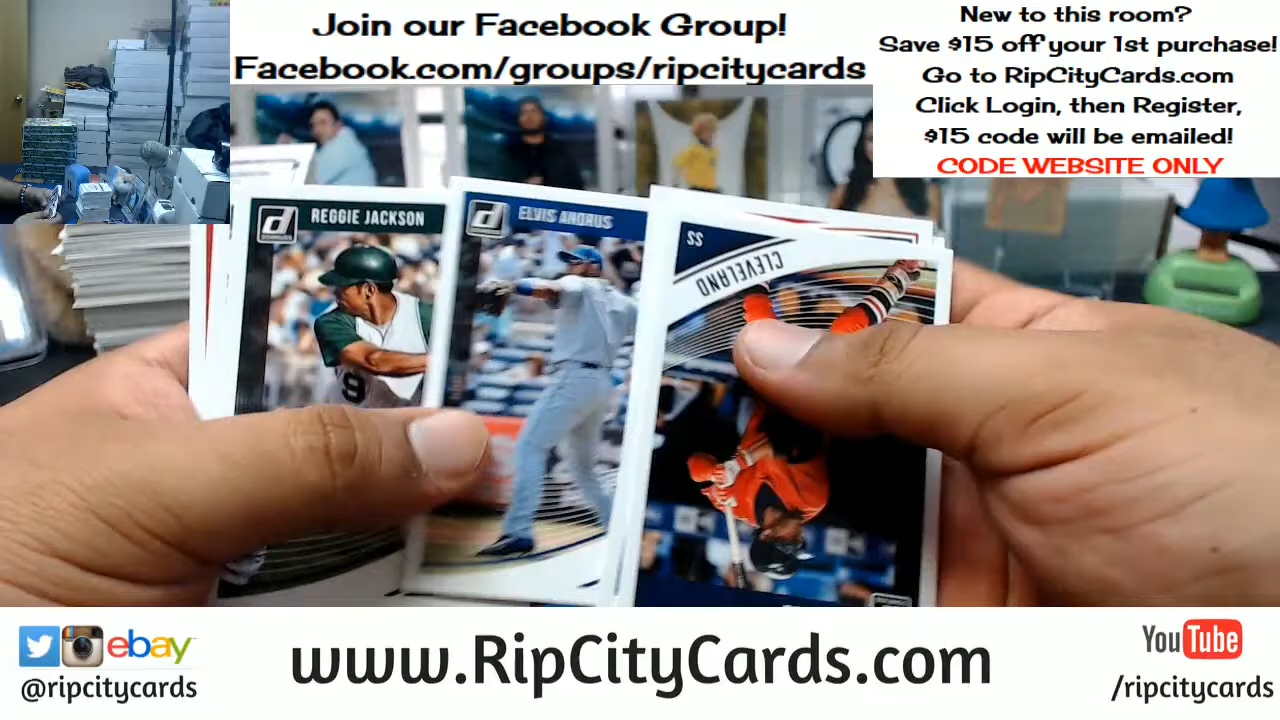 Join our Facebook Group!
Facebook.com/groups/ripcitycards
New to this room?
Save $15 off your 1st purchase!
Go to RipCityCards.com
Click Login, then Register,
$15 code will be emailed!
CODE WEBSITE ONLY
d
REGGIE JACKSON
9
d
ELVIS ANDRUS
SS
CLEVELAND
ebay
@ripcitycards
www.RipCityCards.com
YouTube
/ripcitycards